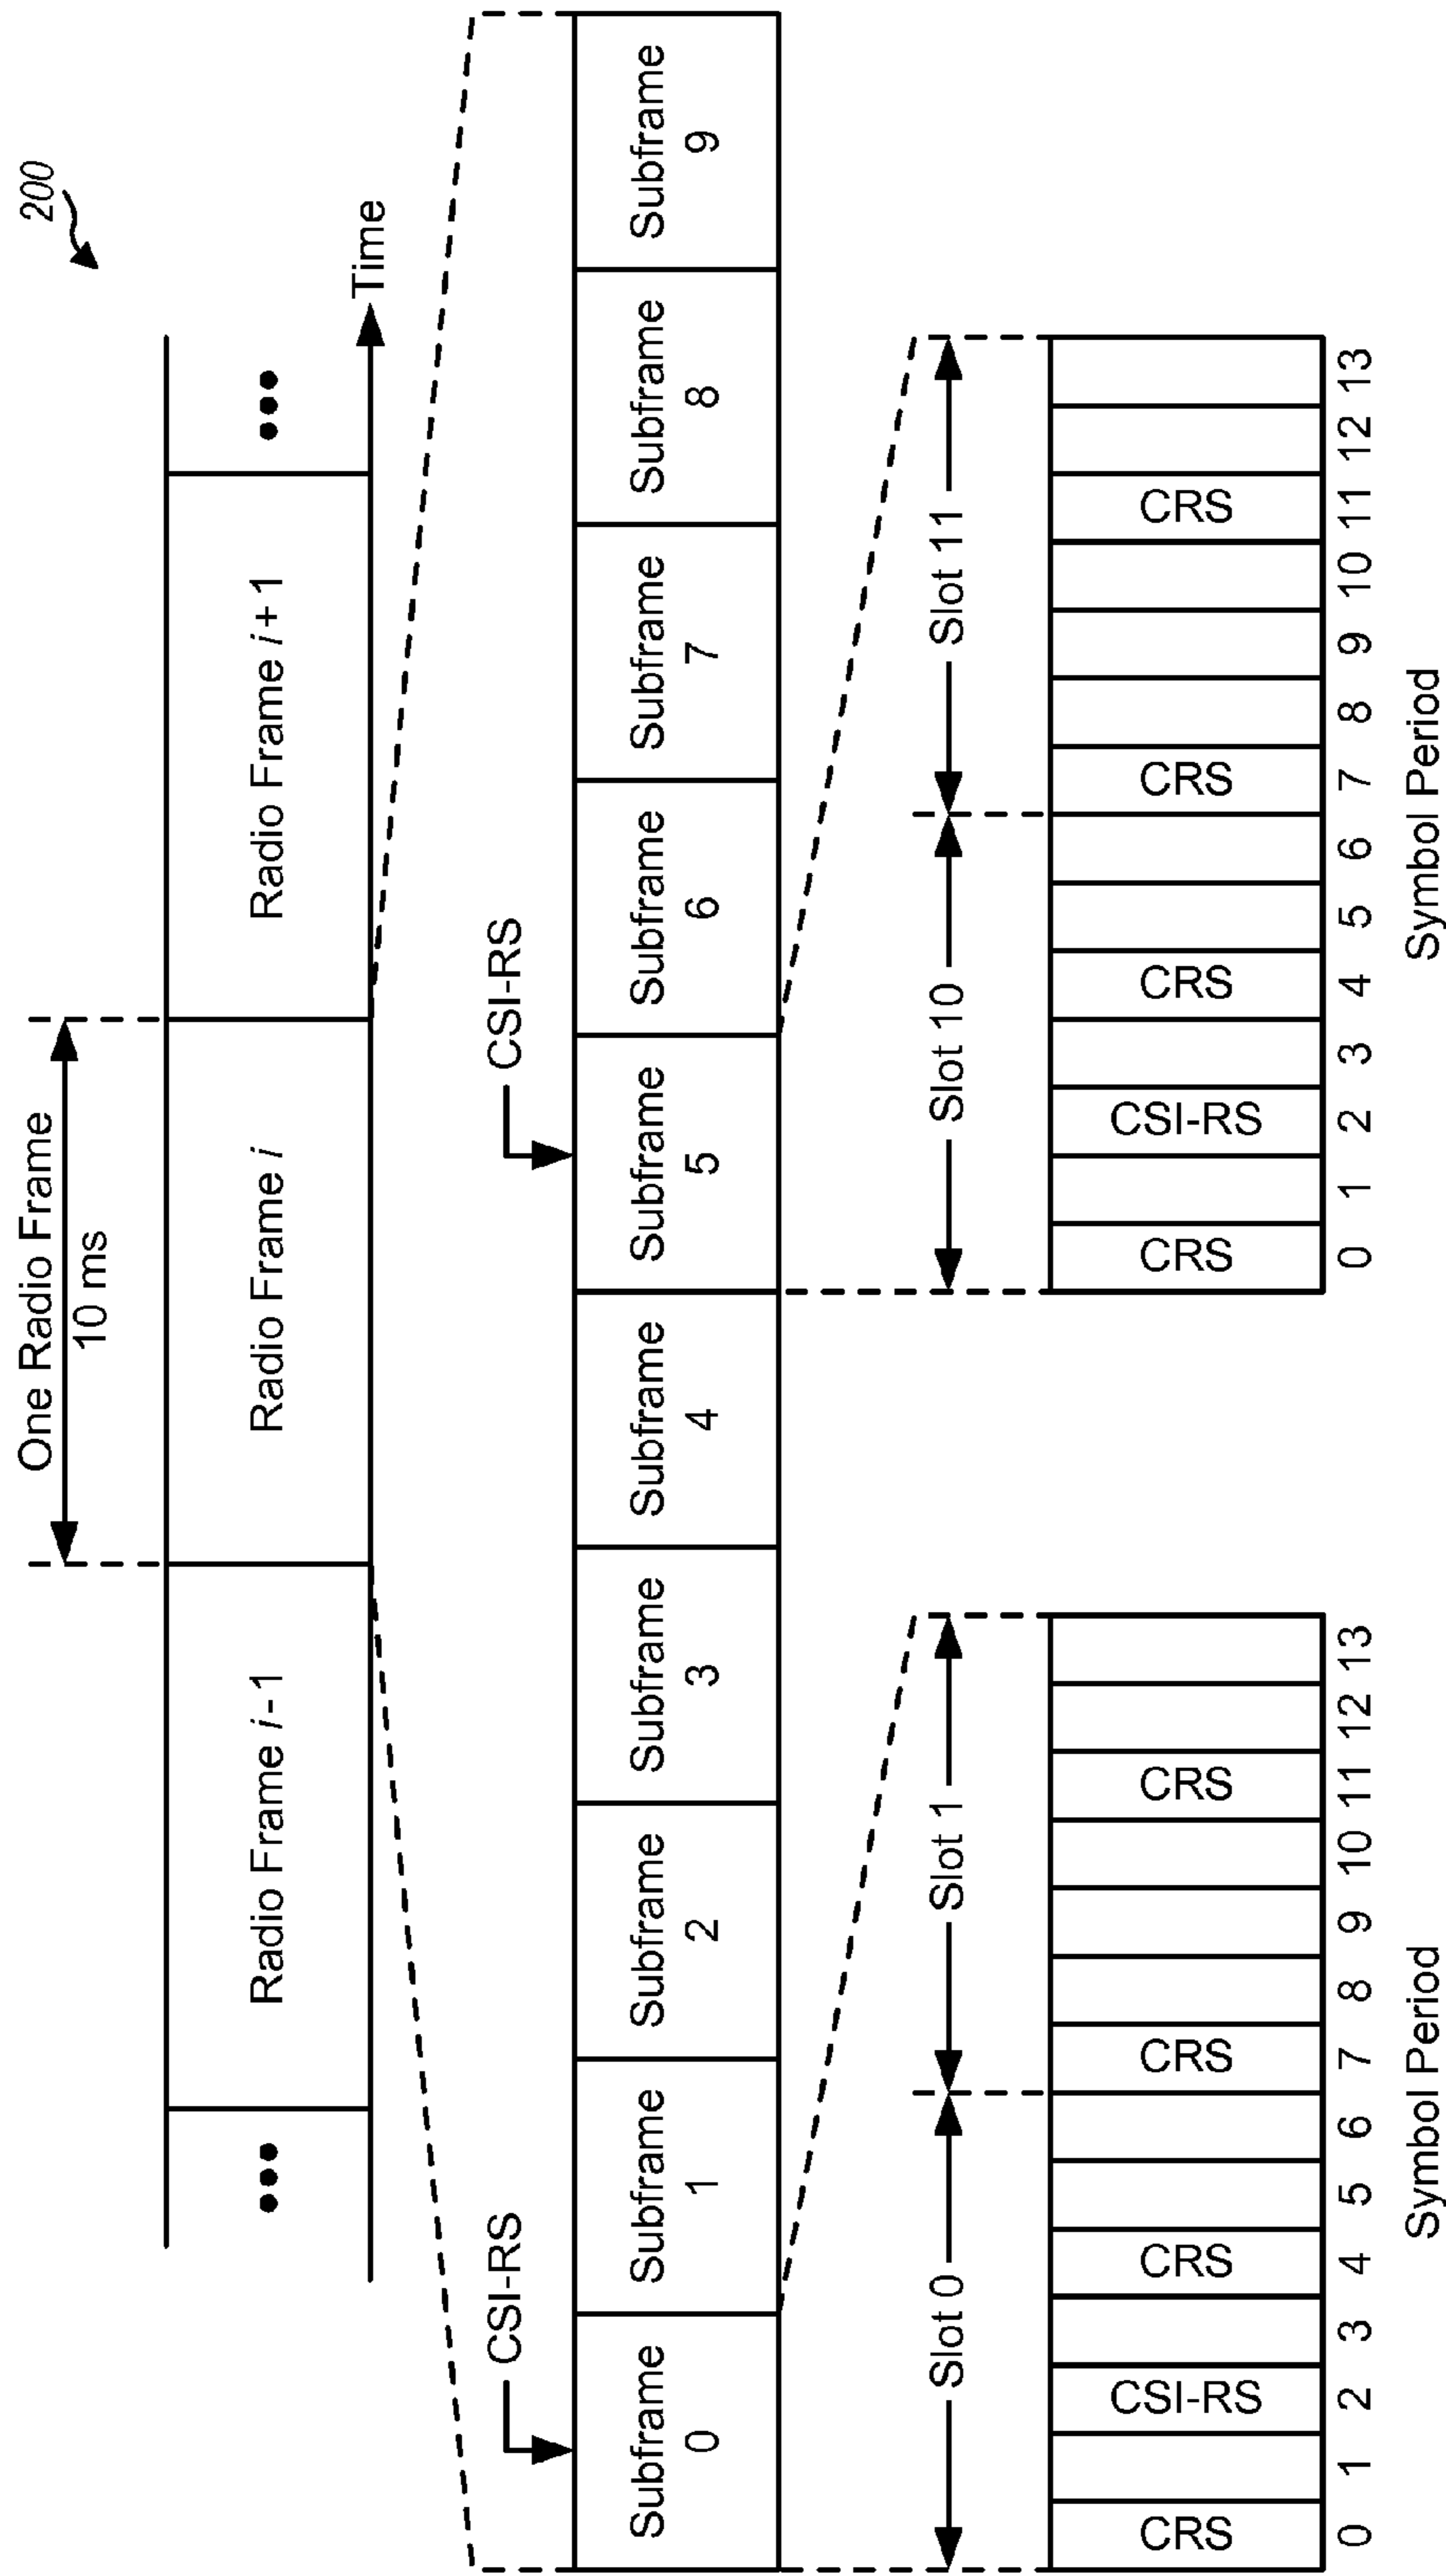 200
One Radio Frame
10 ms
Radio Frame i-1
Radio Frame i
Radio Frame i+1
Time
CSI-RS
CSI-RS
Subframe
0
Subframe
1
Subframe
2
Subframe
3
Subframe
4
Subframe
5
Subframe
6
Subframe
7
Subframe
8
Subframe
9
Slot 0
Slot 1
CRS
CSI-RS
CRS
CRS
CRS
0 1 2 3 4 5 6 7 8 9 10 11 12 13
Symbol Period
Slot 10
Slot 11
CRS
CSI-RS
CRS
CRS
CRS
0 1 2 3 4 5 6 7 8 9 10 11 12 13
Symbol Period